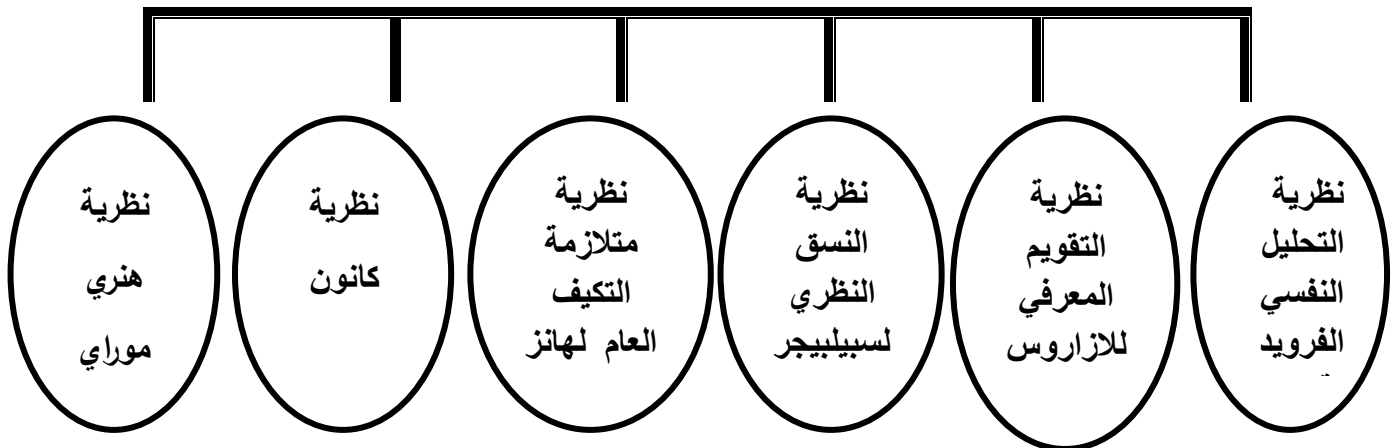 نظرية
التحليل
النفسي
الفرويد
نظرية
التقويم
المعرفي
للازاروس
نظرية
النسق
النظري
لسبيلبيجر
نظرية
متلازمة
التكيف
العام لهانز
نظرية
كانون
نظرية
هنري
موراي